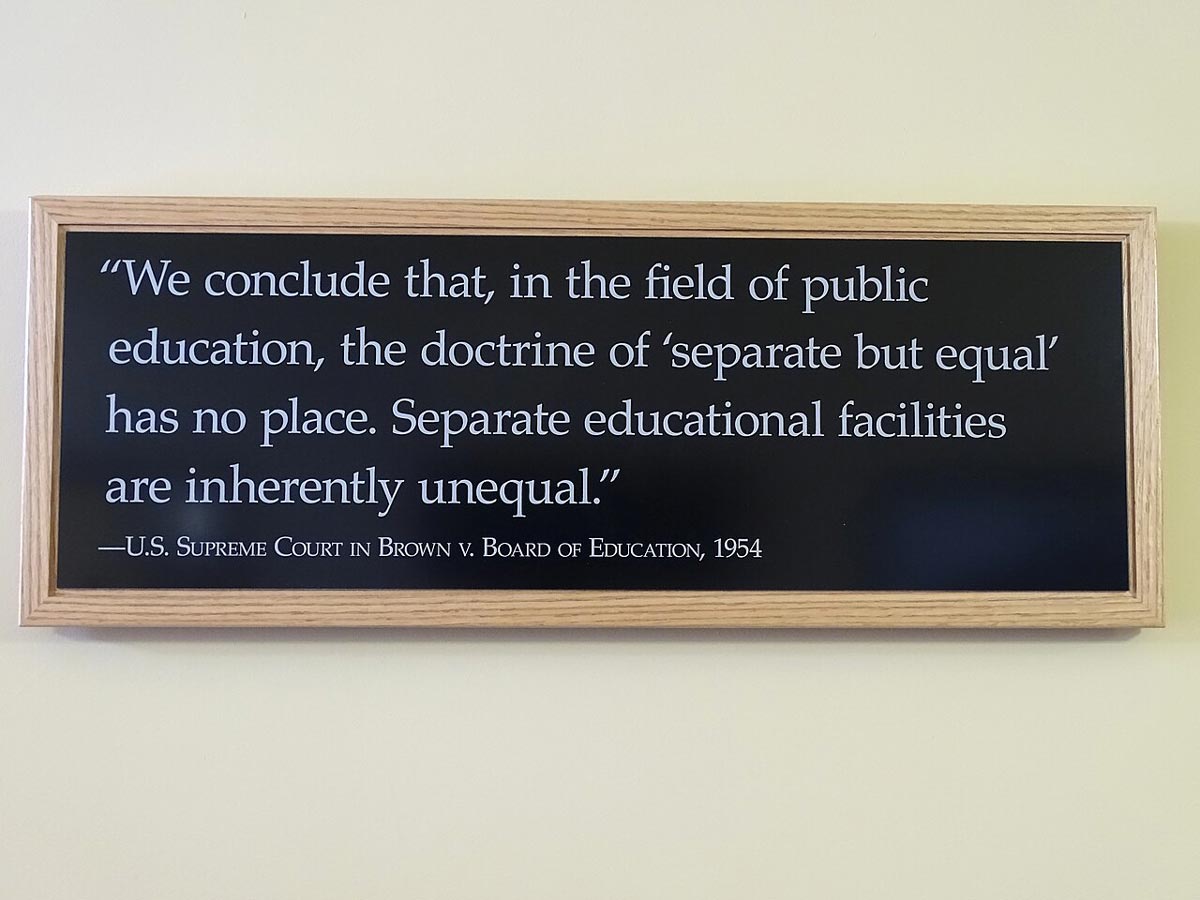 “We conclude that, in the field of public
education, the doctrine of ‘separate but equal’
has no place. Separate educational facilities
are inherently unequal.”
—U.S. Supreme Court in Brown v. Board of Education, 1954